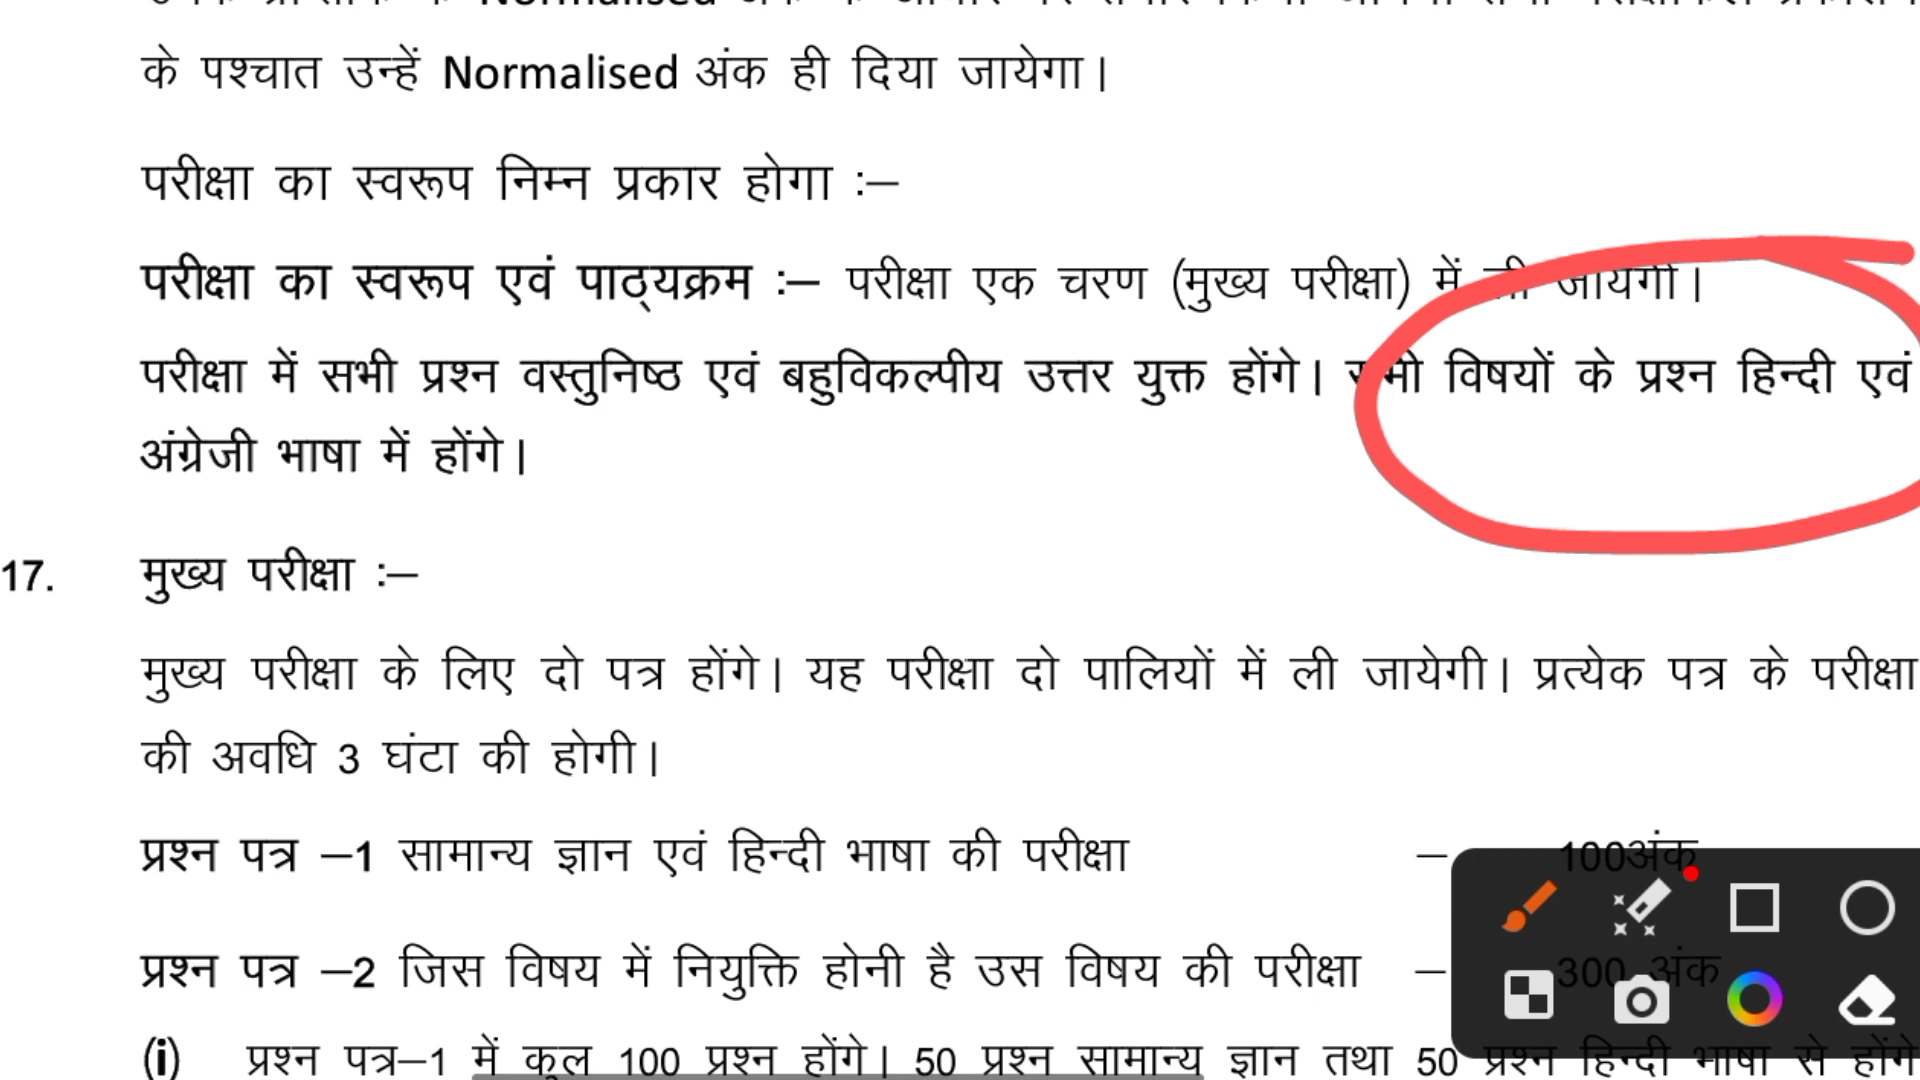 Normalised
के पश्चात उन्हें Normalised अंक ही दिया जायेगा।
परीक्षा का स्वरूप निम्न प्रकार होगा :–
परीक्षा का स्वरूप एवं पाठ्यक्रम :– परीक्षा एक चरण (मुख्य परीक्षा) में ली जायेगी।
परीक्षा में सभी प्रश्न वस्तुनिष्ठ एवं बहुविकल्पीय उत्तर युक्त होंगे। सभी विषयों के प्रश्न हिन्दी एवं
अंग्रेजी भाषा में होंगे।
17. मुख्य परीक्षा :–
मुख्य परीक्षा के लिए दो पत्र होंगे। यह परीक्षा दो पालियों में ली जायेगी। प्रत्येक पत्र के परीक्षा
की अवधि 3 घंटा की होगी।
प्रश्न पत्र –1 सामान्य ज्ञान एवं हिन्दी भाषा की परीक्षा – 100अंक
प्रश्न पत्र –2 जिस विषय में नियुक्ति होनी है उस विषय की परीक्षा – 300 अंक
(i) प्रश्न पत्र–1 में कुल 100 प्रश्न होंगे। 50 प्रश्न सामान्य ज्ञान तथा 50 प्रश्न हिन्दी भाषा से होंगे